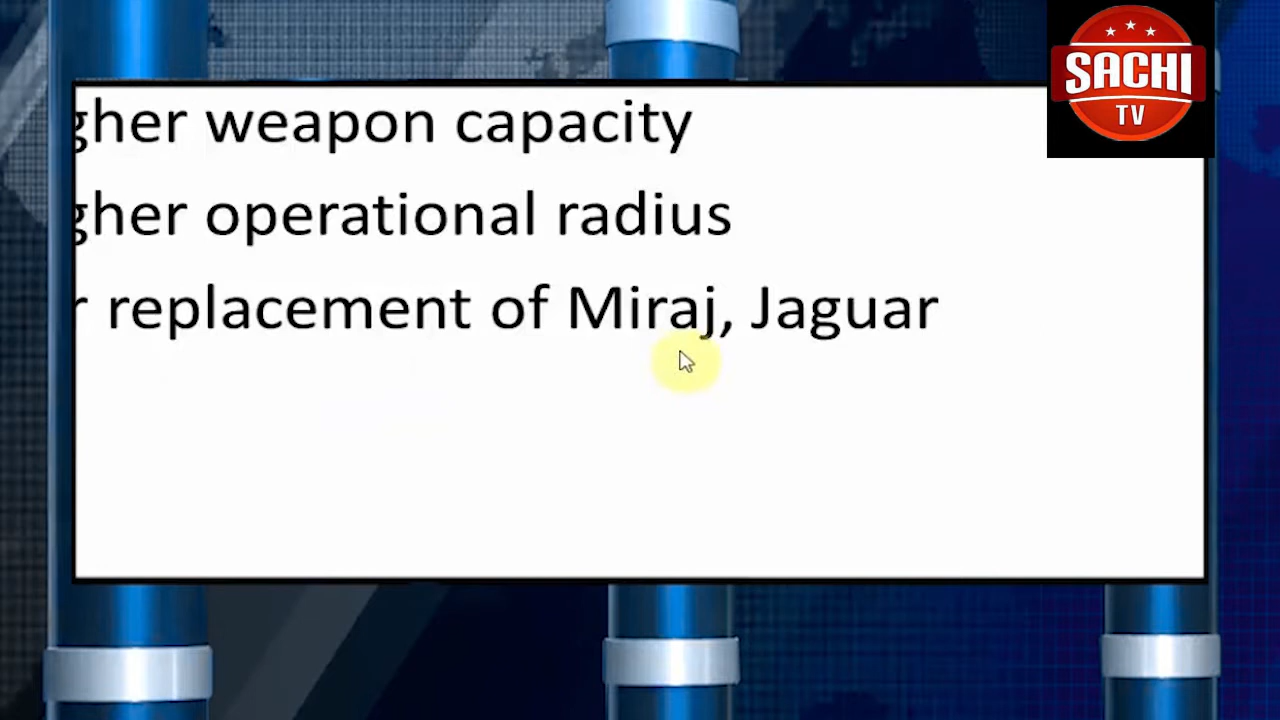 gher weapon capacity
gher operational radius
r replacement of Miraj, Jaguar
SACHI
TV